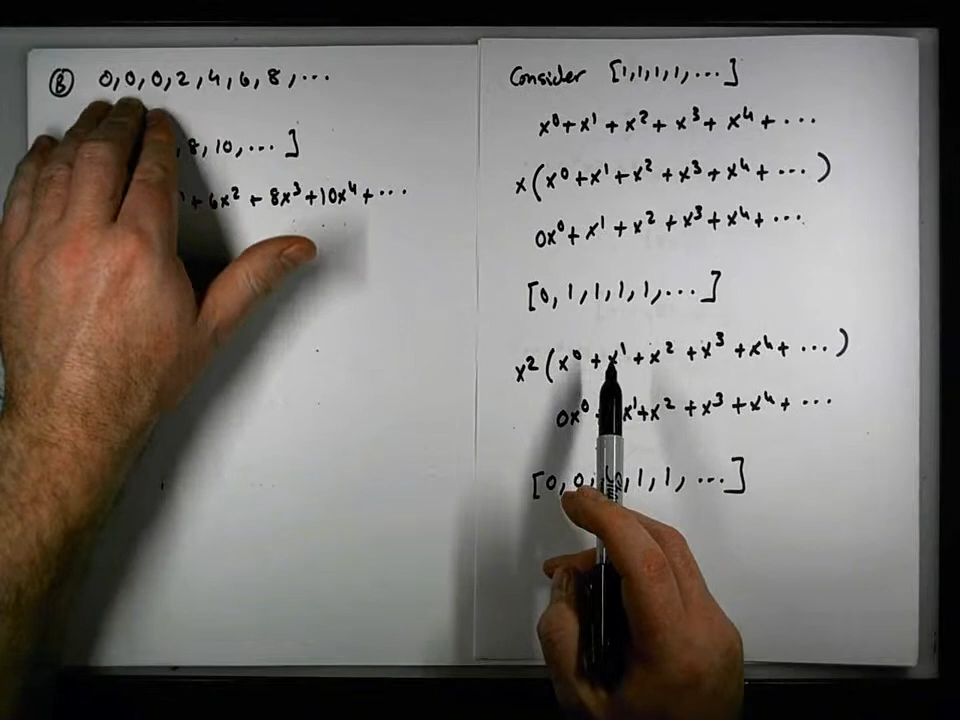 Ⓑ 0,0,0,2,4,6,8,...
,8,10,...]
+ 6x² + 8x³ + 10x⁴ + ...
Consider [1,1,1,1,...]
x⁰ + x¹ + x² + x³ + x⁴ + ...
x(x⁰ + x¹ + x² + x³ + x⁴ + ...)
0x⁰ + x¹ + x² + x³ + x⁴ + ...
[0,1,1,1,1,...]
x²(x⁰ + x¹ + x² + x³ + x⁴ + ...)
0x⁰ x¹ + x² + x³ + x⁴ + ...
[0,0, ,1,1,...]